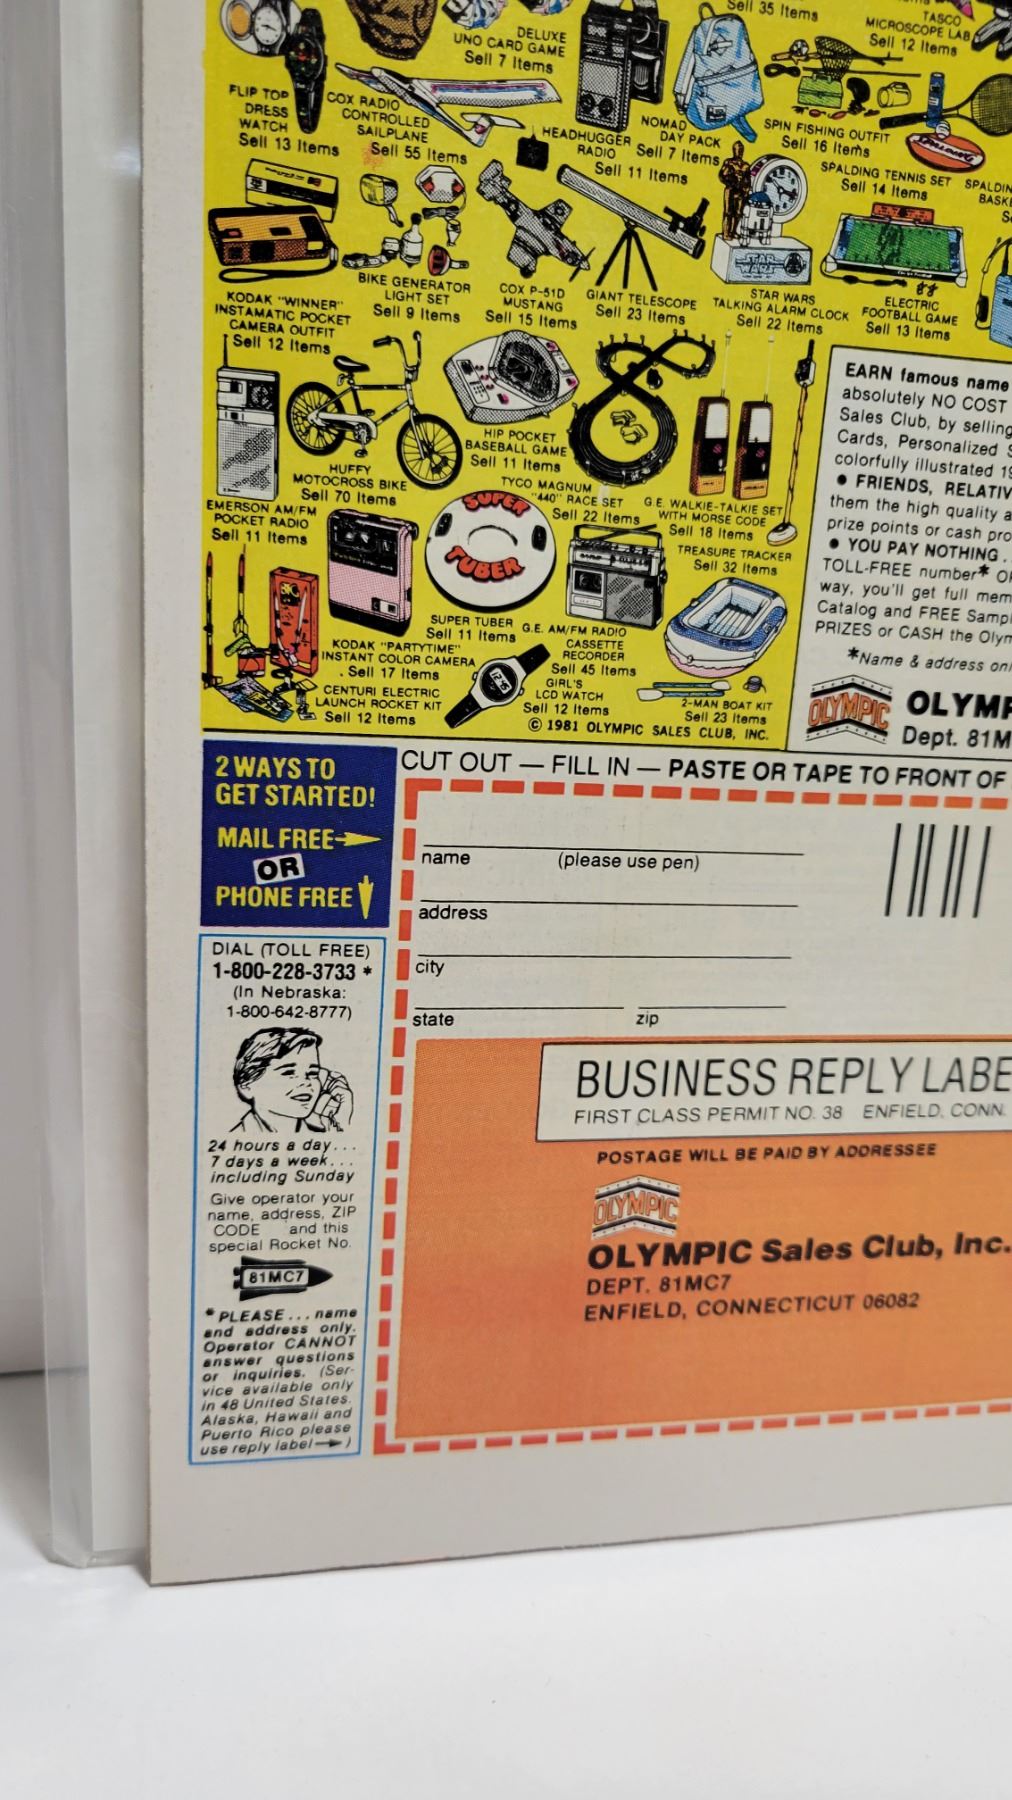 Sell 35 Items
TASCO
MICROSCOPE LAB
Sell 12 Items
DELUXE
UNO CARD GAME
Sell 7 Items
FLIP TOP
DRESS
WATCH
Sell 13 Items
COX RADIO
CONTROLLED
SAILPLANE
Sell 55 Items
HEADHUGGER
RADIO
Sell 11 Items
NOMAD
DAY PACK
Sell 7 Items
SPIN FISHING OUTFIT
Sell 16 Items
SPALDING
SPALDING TENNIS SET
Sell 14 Items
KODAK "WINNER"
INSTAMATIC POCKET
CAMERA OUTFIT
Sell 12 Items
BIKE GENERATOR
LIGHT SET
Sell 9 Items
COX P-51D
MUSTANG
Sell 15 Items
GIANT TELESCOPE
Sell 23 Items
STAR WARS
STAR WARS
TALKING ALARM CLOCK
Sell 22 Items
ELECTRIC
FOOTBALL GAME
Sell 13 Items
EMERSON AM/FM
POCKET RADIO
Sell 11 Items
HUFFY
MOTOCROSS BIKE
Sell 70 Items
HIP POCKET
BASEBALL GAME
Sell 11 Items
TYCO MAGNUM
"440" RACE SET
Sell 22 Items
G.E. WALKIE-TALKIE SET
WITH MORSE CODE
Sell 18 Items
TREASURE TRACKER
Sell 32 Items
SUPER
TUBER
SUPER TUBER
Sell 11 Items
KODAK "PARTYTIME"
INSTANT COLOR CAMERA
Sell 17 Items
G.E. AM/FM RADIO
CASSETTE
RECORDER
Sell 45 Items
CENTURI ELECTRIC
LAUNCH ROCKET KIT
Sell 12 Items
12:45
GIRL'S
LCD WATCH
Sell 12 Items
2-MAN BOAT KIT
Sell 23 Items
© 1981 OLYMPIC SALES CLUB, INC.
EARN famous name
absolutely NO COST
Sales Club, by selling
Cards, Personalized
colorfully illustrated
• FRIENDS,
them the high quality
prize points or cash
• YOU PAY NOTHING . .
TOLL-FREE number*
way, you'll get full
Catalog and FREE
PRIZES or CASH the
*Name & address
OLYMPIC
Dept.
2 WAYS TO
GET STARTED!
MAIL FREE
OR
PHONE FREE
DIAL (TOLL FREE)
1-800-228-3733 *
(In Nebraska:
1-800-642-8777)
24 hours a day...
7 days a week...
including Sunday
Give operator your
name, address, ZIP
CODE and this
special Rocket No.
81MC7
* PLEASE ... name
and address only.
Operator CANNOT
answer questions
or inquiries. (Ser-
vice available only
in 48 United States.
Alaska, Hawaii and
Puerto Rico please
use reply label )
CUT OUT — FILL IN — PASTE OR TAPE TO FRONT OF
name (please use pen)
address
city
state zip
BUSINESS REPLY
FIRST CLASS PERMIT NO. 38 ENFIELD, CONN.
POSTAGE WILL BE PAID BY ADDRESSEE
OLYMPIC
OLYMPIC Sales Club, Inc.
DEPT. 81MC7
ENFIELD, CONNECTICUT 06082